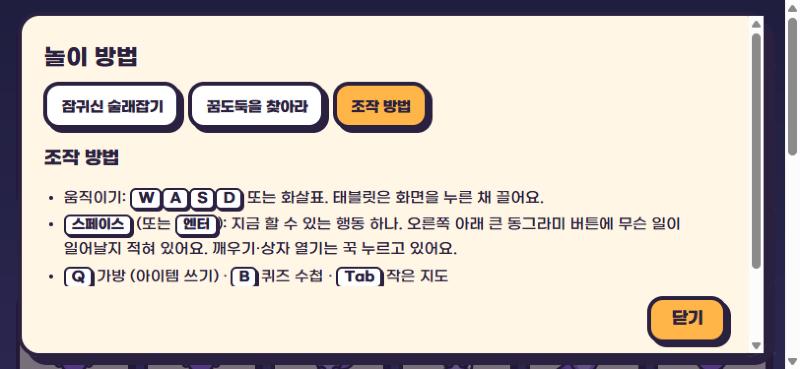 놀이 방법
잠귀신 술래잡기 꿈도둑을 찾아라 조작 방법
조작 방법
• 움직이기: W A S D 또는 화살표. 태블릿은 화면을 누른 채 끌어요.
• 스페이스 (또는 엔터): 지금 할 수 있는 행동 하나. 오른쪽 아래 큰 동그라미 버튼에 무슨 일이
일어날지 적혀 있어요. 깨우기·상자 열기는 꾹 누르고 있어요.
• Q 가방 (아이템 쓰기) · B 퀴즈 수첩 · Tab 작은 지도
닫기